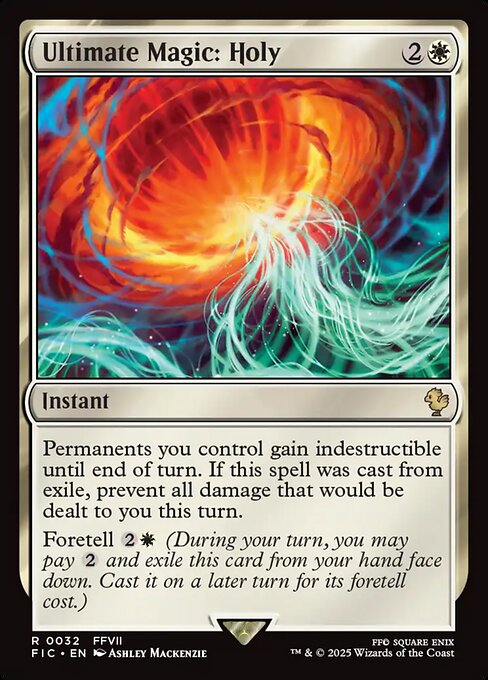 Ultimate Magic: Holy 2
Instant
Permanents you control gain indestructible
until end of turn. If this spell was cast from
exile, prevent all damage that would be
dealt to you this turn.
Foretell 2 (During your turn, you may
pay 2 and exile this card from your hand face
down. Cast it on a later turn for its foretell
cost.)
R 0032 FFVII
FIC • EN Ashley Mackenzie
FF© SQUARE ENIX
™ & © 2025 Wizards of the Coast